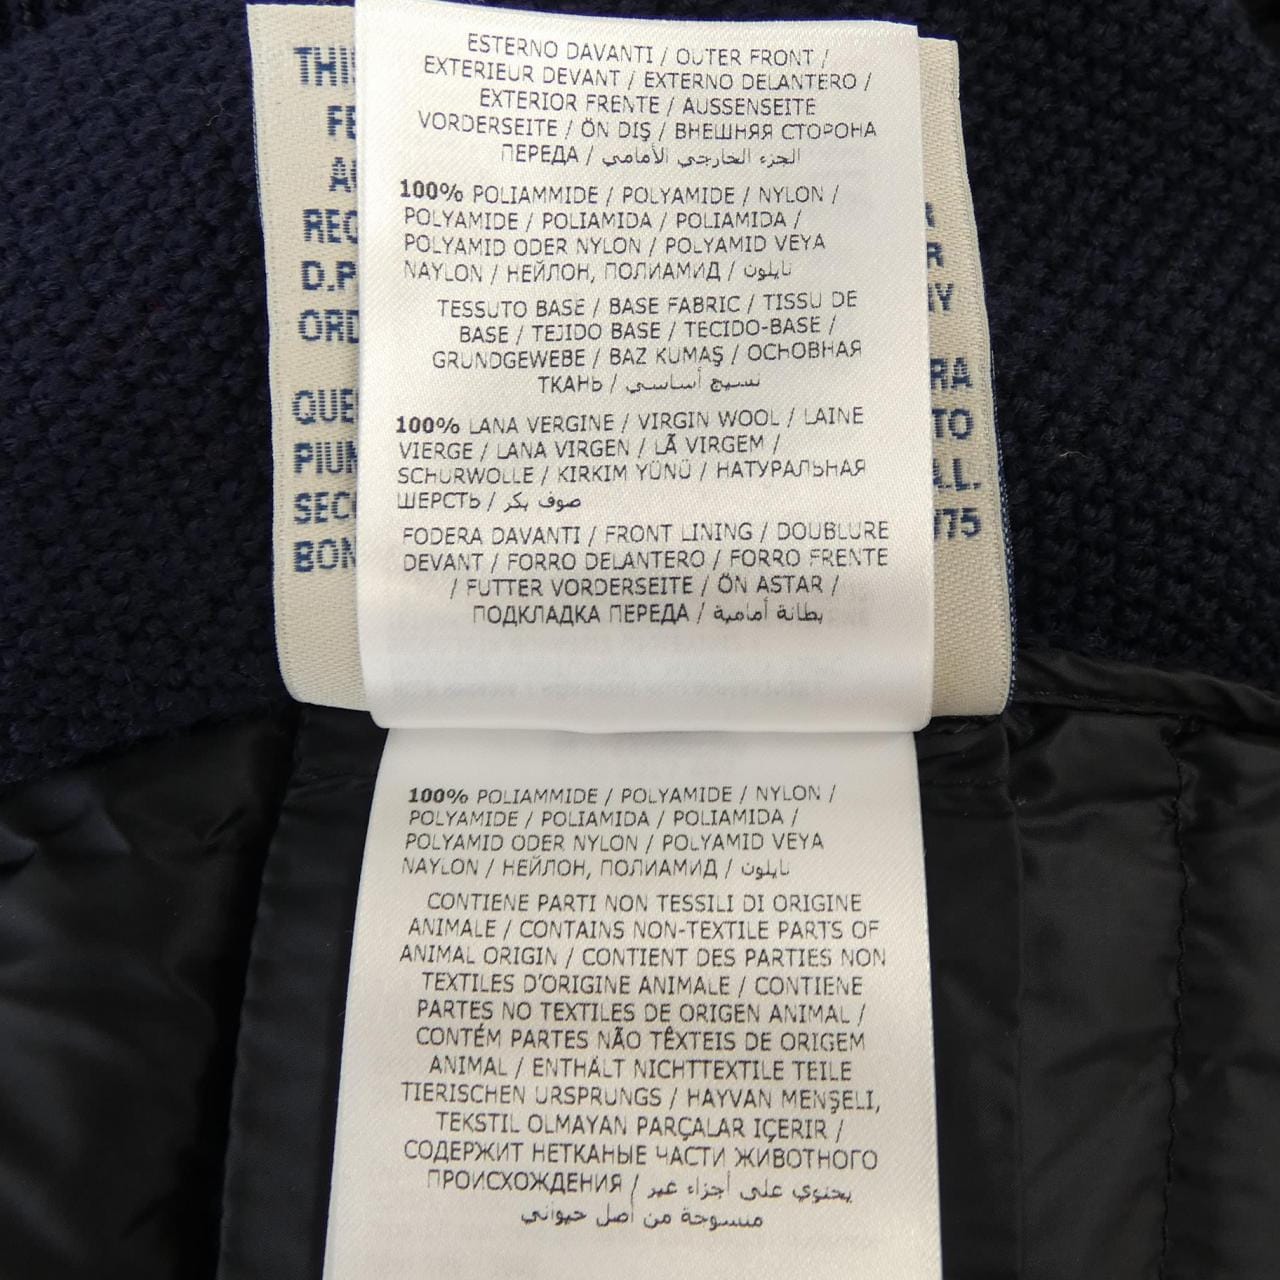 ESTERNO DAVANTI / OUTER FRONT /
EXTERIEUR DEVANT / EXTERNO DELANTERO /
EXTERIOR FRENTE / AUSSENSEITE
VORDERSEITE / ÖN DIŞ / ВНЕШНЯЯ СТОРОНА
ПЕРЕДА / الجزء الخارجي الأمامي
100% POLIAMMIDE / POLYAMIDE / NYLON /
POLYAMIDE / POLIAMIDA / POLIAMIDA /
POLYAMID ODER NYLON / POLYAMID VEYA
NAYLON / НЕЙЛОН, ПОЛИАМИД / نايلون
TESSUTO BASE / BASE FABRIC / TISSU DE
BASE / TEJIDO BASE / TECIDO-BASE /
GRUNDGEWEBE / BAZ KUMAŞ / ОСНОВНАЯ
ТКАНЬ / نسيج أساسي
100% LANA VERGINE / VIRGIN WOOL / LAINE
VIERGE / LANA VIRGEN / LÃ VIRGEM /
SCHURWOLLE / KIRKIM YÜNÜ / НАТУРАЛЬНАЯ
ШЕРСТЬ / صوف بكر
FODERA DAVANTI / FRONT LINING / DOUBLURE
DEVANT / FORRO DELANTERO / FORRO FRENTE
/ FUTTER VORDERSEITE / ÖN ASTAR /
ПОДКЛАДКА ПЕРЕДА / بطانة أمامية
100% POLIAMMIDE / POLYAMIDE / NYLON /
POLYAMIDE / POLIAMIDA / POLIAMIDA /
POLYAMID ODER NYLON / POLYAMID VEYA
NAYLON / НЕЙЛОН, ПОЛИАМИД / نايلون
CONTIENE PARTI NON TESSILI DI ORIGINE
ANIMALE / CONTAINS NON-TEXTILE PARTS OF
ANIMAL ORIGIN / CONTIENT DES PARTIES NON
TEXTILES D'ORIGINE ANIMALE / CONTIENE
PARTES NO TEXTILES DE ORIGEN ANIMAL /
CONTÉM PARTES NÃO TÊXTEIS DE ORIGEM
ANIMAL / ENTHÄLT NICHTTEXTILE TEILE
TIERISCHEN URSPRUNGS / HAYVAN MENŞELI,
TEKSTIL OLMAYAN PARÇALAR IÇERIR /
СОДЕРЖИТ НЕТКАНЫЕ ЧАСТИ ЖИВОТНОГО
ПРОИСХОЖДЕНИЯ / يحتوي على أجزاء غير
منسوجة من أصل حيواني